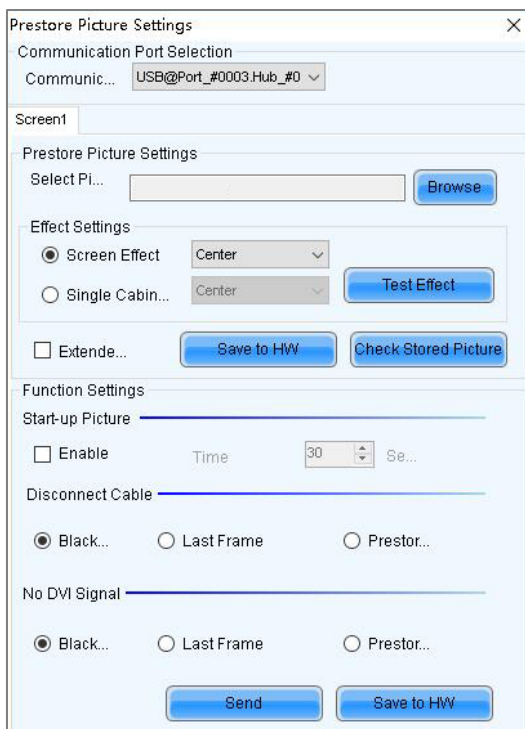 Prestore Picture Settings
Communication Port Selection
Communic... USB@Port_#0003.Hub_#0
Screen1
Prestore Picture Settings
Select Pi... Browse
Effect Settings
Screen Effect Center
Single Cabin... Center
Test Effect
Extende... Save to HW Check Stored Picture
Function Settings
Start-up Picture
Enable Time 30 Se...
Disconnect Cable
Black... Last Frame Prestor...
No DVI Signal
Black... Last Frame Prestor...
Send Save to HW